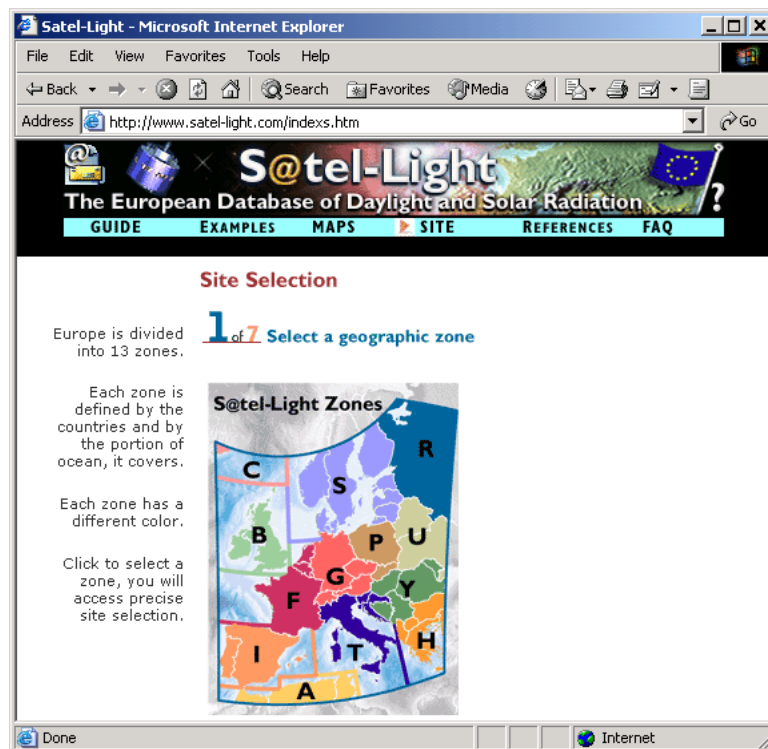 Satel-Light - Microsoft Internet Explorer
File Edit View Favorites Tools Help
Back Search Favorites Media
Address http://www.satel-light.com/indexs.htm Go
S@tel-Light
The European Database of Daylight and Solar Radiation ?
GUIDE EXAMPLES MAPS SITE REFERENCES FAQ
Site Selection
1 of 7 Select a geographic zone
Europe is divided
into 13 zones.
Each zone is
defined by the
countries and by
the portion of
ocean, it covers.
Each zone has a
different color.
Click to select a
zone, you will
access precise
site selection.
S@tel-Light Zones
R
C
S
B
P
U
G
Y
F
H
I
T
A
Done Internet